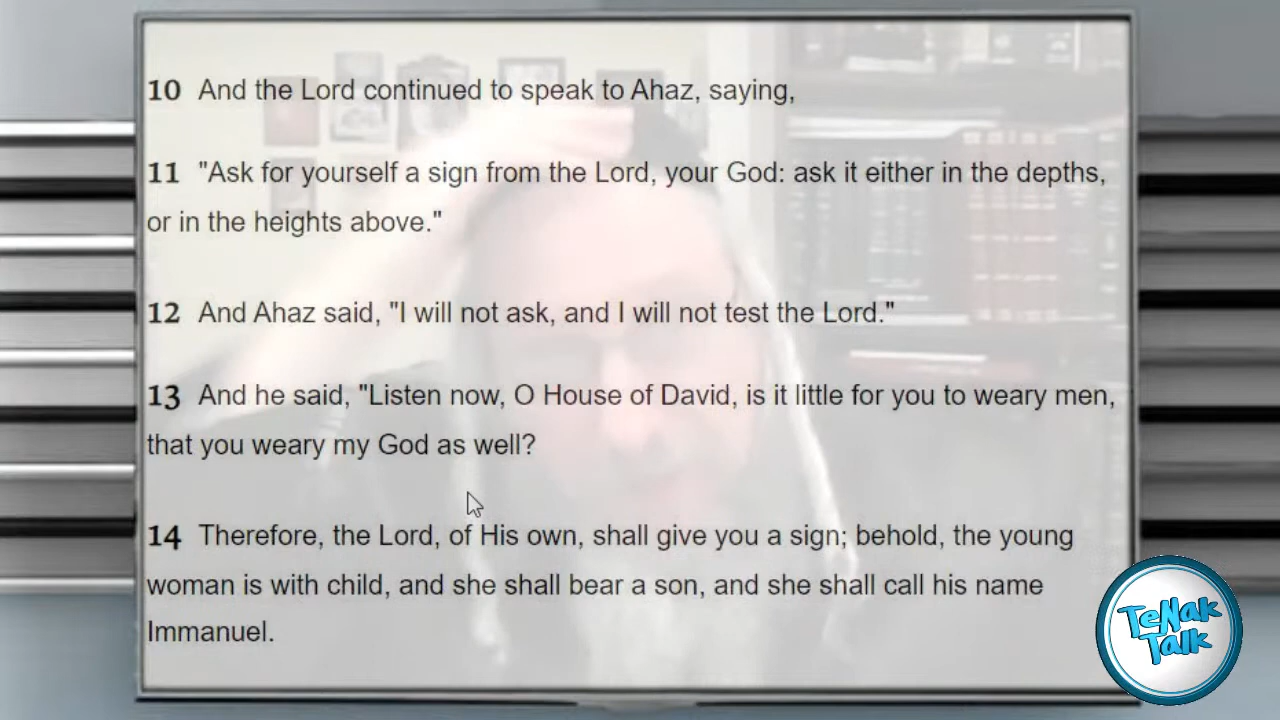 10 And the Lord continued to speak to Ahaz, saying,
11 "Ask for yourself a sign from the Lord, your God: ask it either in the depths,
or in the heights above."
12 And Ahaz said, "I will not ask, and I will not test the Lord."
13 And he said, "Listen now, O House of David, is it little for you to weary men,
that you weary my God as well?
14 Therefore, the Lord, of His own, shall give you a sign; behold, the young
woman is with child, and she shall bear a son, and she shall call his name
Immanuel.
TeNak
Talk